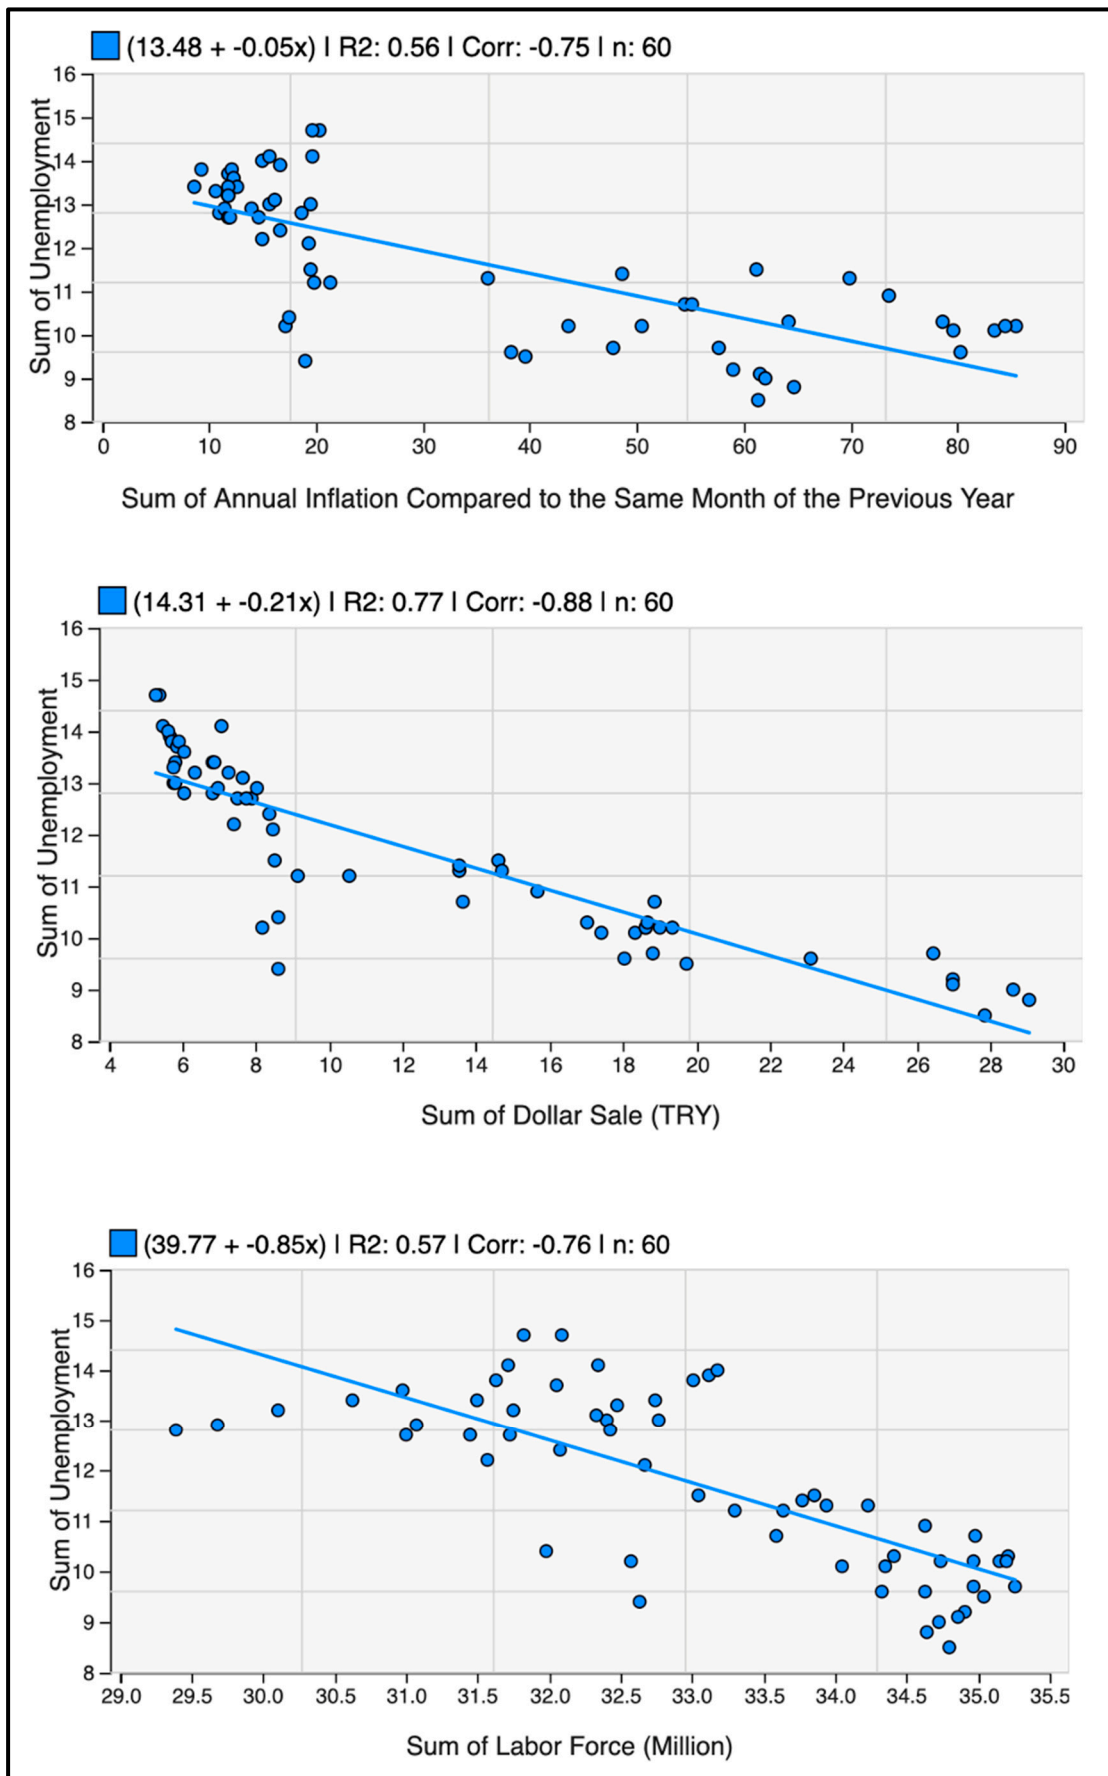 (13.48 + -0.05x) | R2: 0.56 | Corr: -0.75 | n: 60
16
15
14
13
12
11
10
9
8
Sum of Unemployment
0 10 20 30 40 50 60 70 80 90
Sum of Annual Inflation Compared to the Same Month of the Previous Year
(14.31 + -0.21x) | R2: 0.77 | Corr: -0.88 | n: 60
16
15
14
13
12
11
10
9
8
Sum of Unemployment
4 6 8 10 12 14 16 18 20 22 24 26 28 30
Sum of Dollar Sale (TRY)
(39.77 + -0.85x) | R2: 0.57 | Corr: -0.76 | n: 60
16
15
14
13
12
11
10
9
8
Sum of Unemployment
29.0 29.5 30.0 30.5 31.0 31.5 32.0 32.5 33.0 33.5 34.0 34.5 35.0 35.5
Sum of Labor Force (Million)